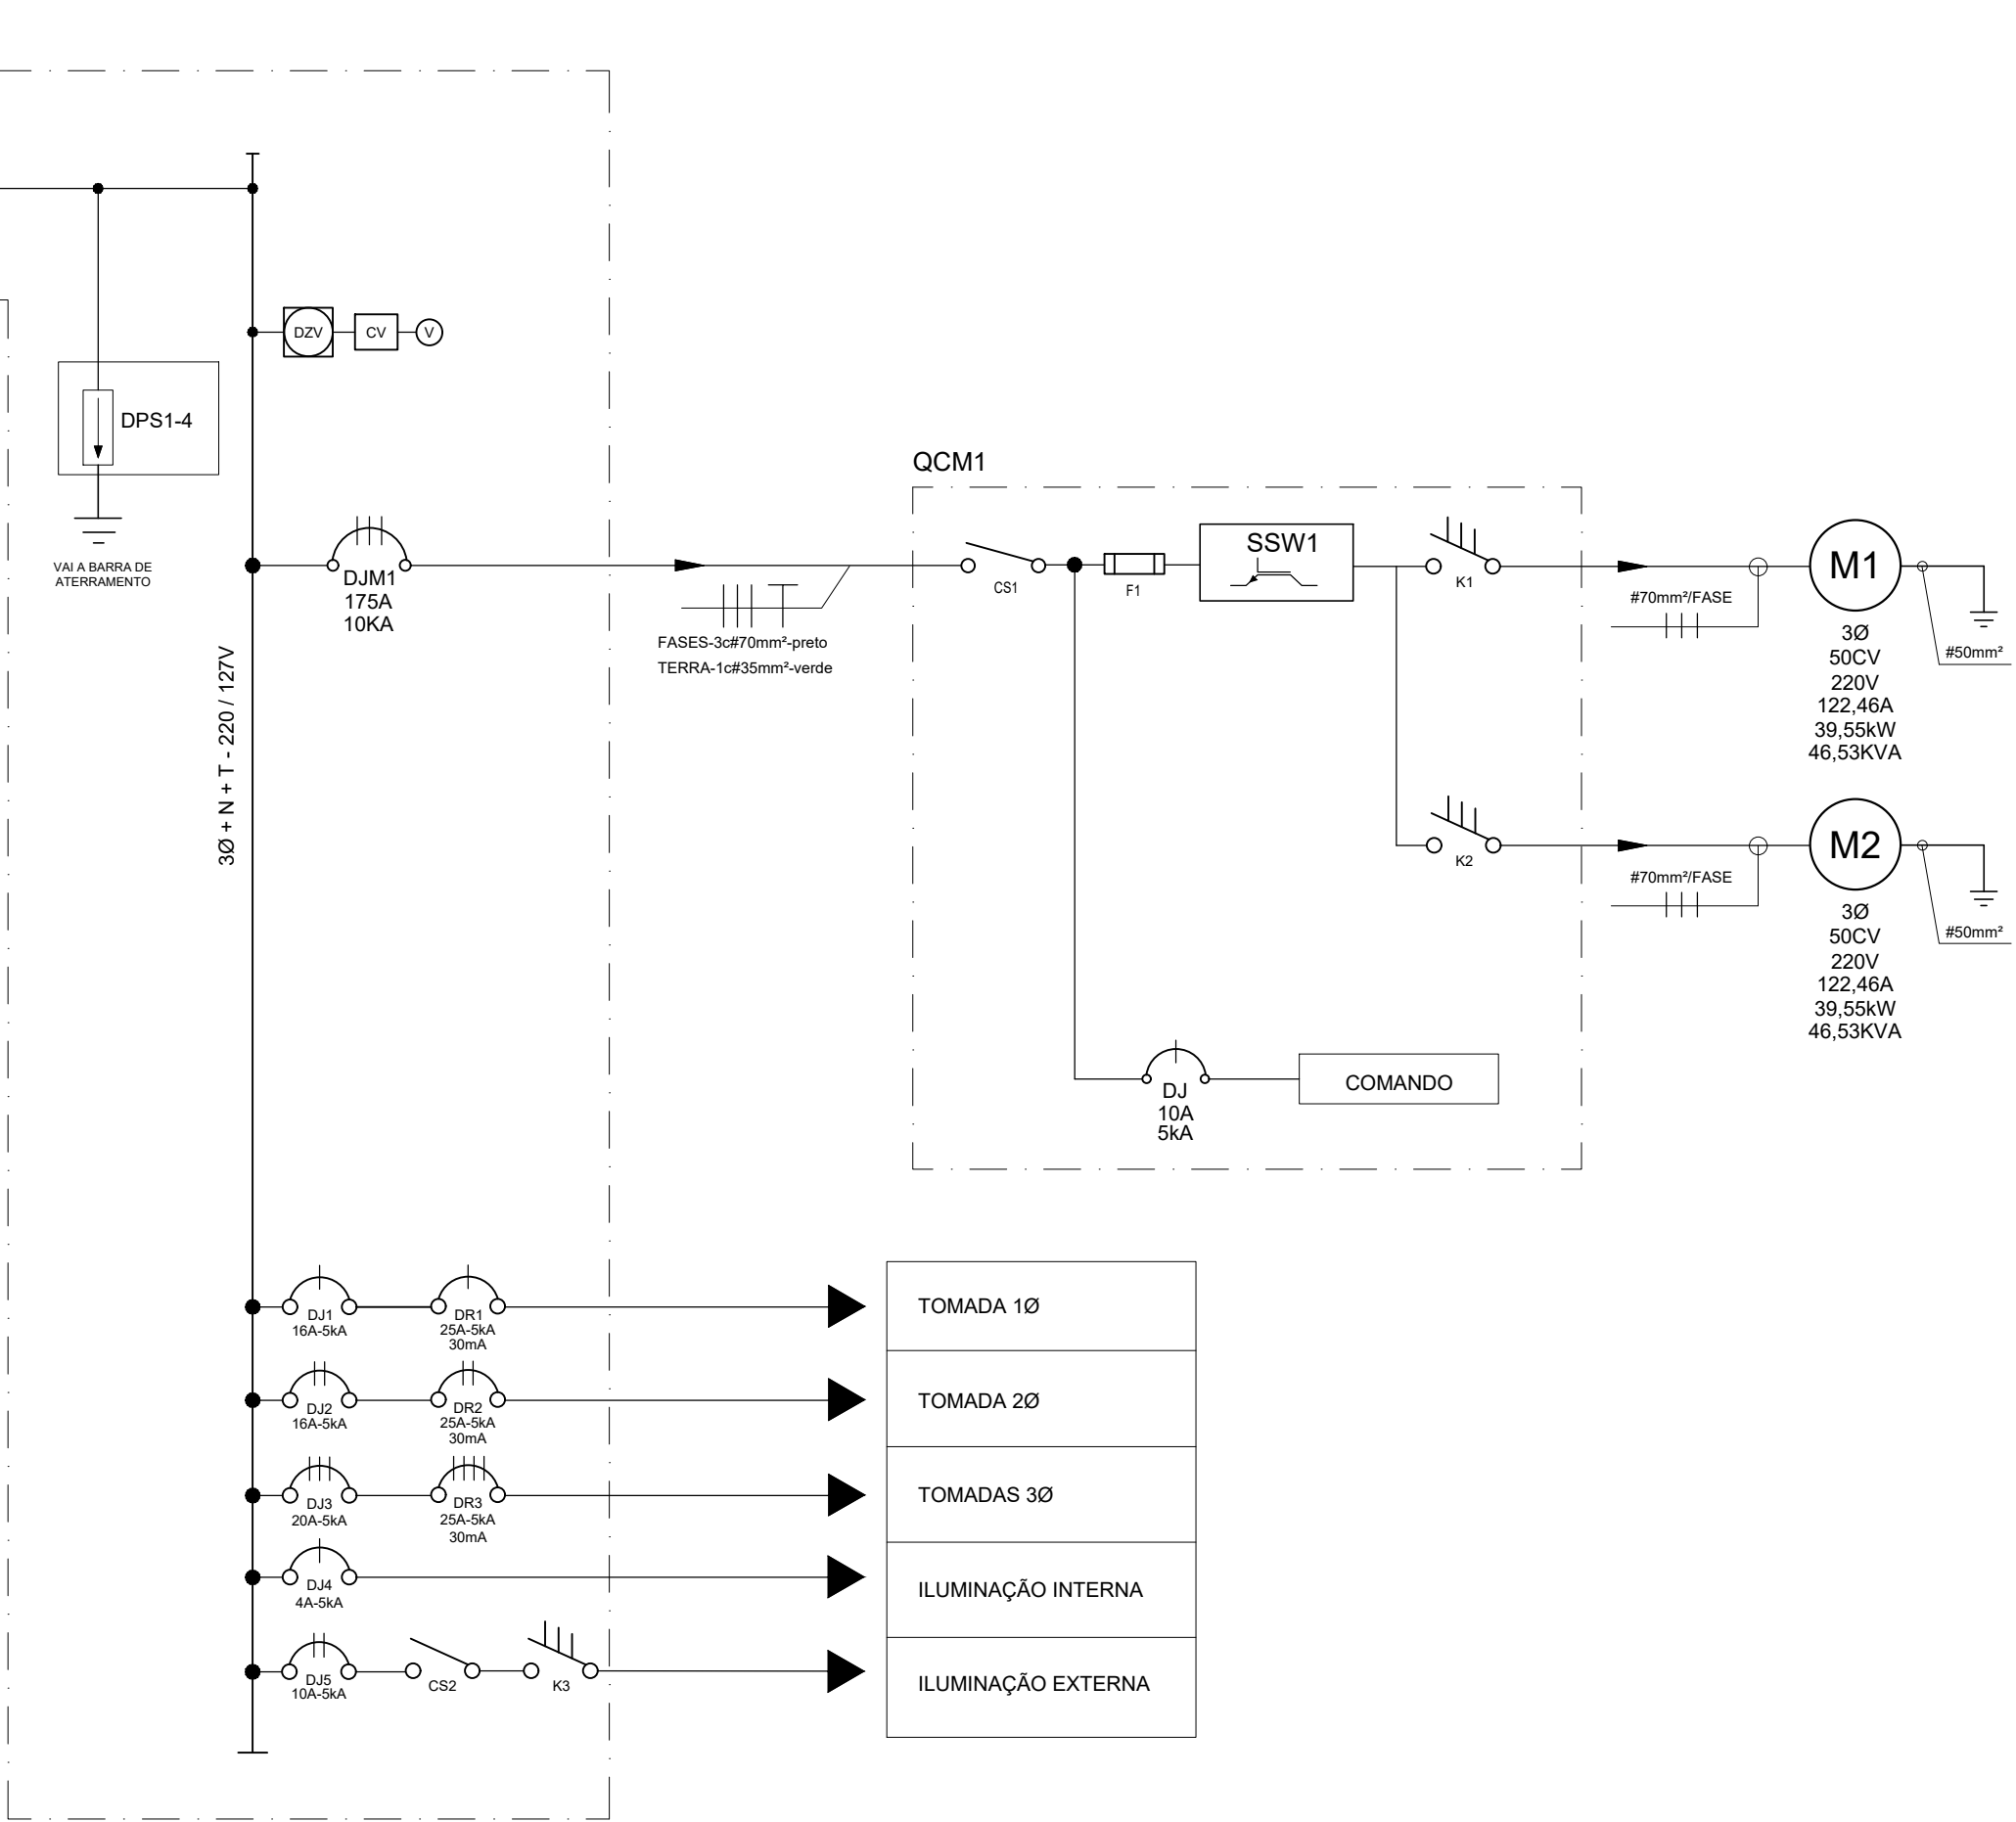 DZV
CV
V
DPS1-4
VAI A BARRA DE
ATERRAMENTO
3Ø + N + T - 220 / 127V
DJM1
175A
10KA
FASES-3c#70mm²-preto
TERRA-1c#35mm²-verde
QCM1
CS1
F1
SSW1
K1
#70mm²/FASE
M1
#50mm²
3Ø
50CV
220V
122,46A
39,55kW
46,53KVA
K2
#70mm²/FASE
M2
#50mm²
3Ø
50CV
220V
122,46A
39,55kW
46,53KVA
DJ
10A
5kA
COMANDO
DJ1
16A-5kA
DR1
25A-5kA
30mA
TOMADA 1Ø
DJ2
16A-5kA
DR2
25A-5kA
30mA
TOMADA 2Ø
DJ3
20A-5kA
DR3
25A-5kA
30mA
TOMADAS 3Ø
DJ4
4A-5kA
ILUMINAÇÃO INTERNA
DJ5
10A-5kA
CS2
K3
ILUMINAÇÃO EXTERNA